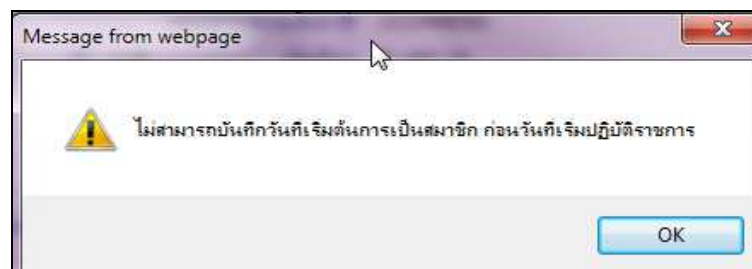 Message from webpage
ไม่สามารถบันทึกวันที่เริ่มต้นการเป็นสมาชิก ก่อนวันที่เริ่มปฏิบัติราชการ
OK